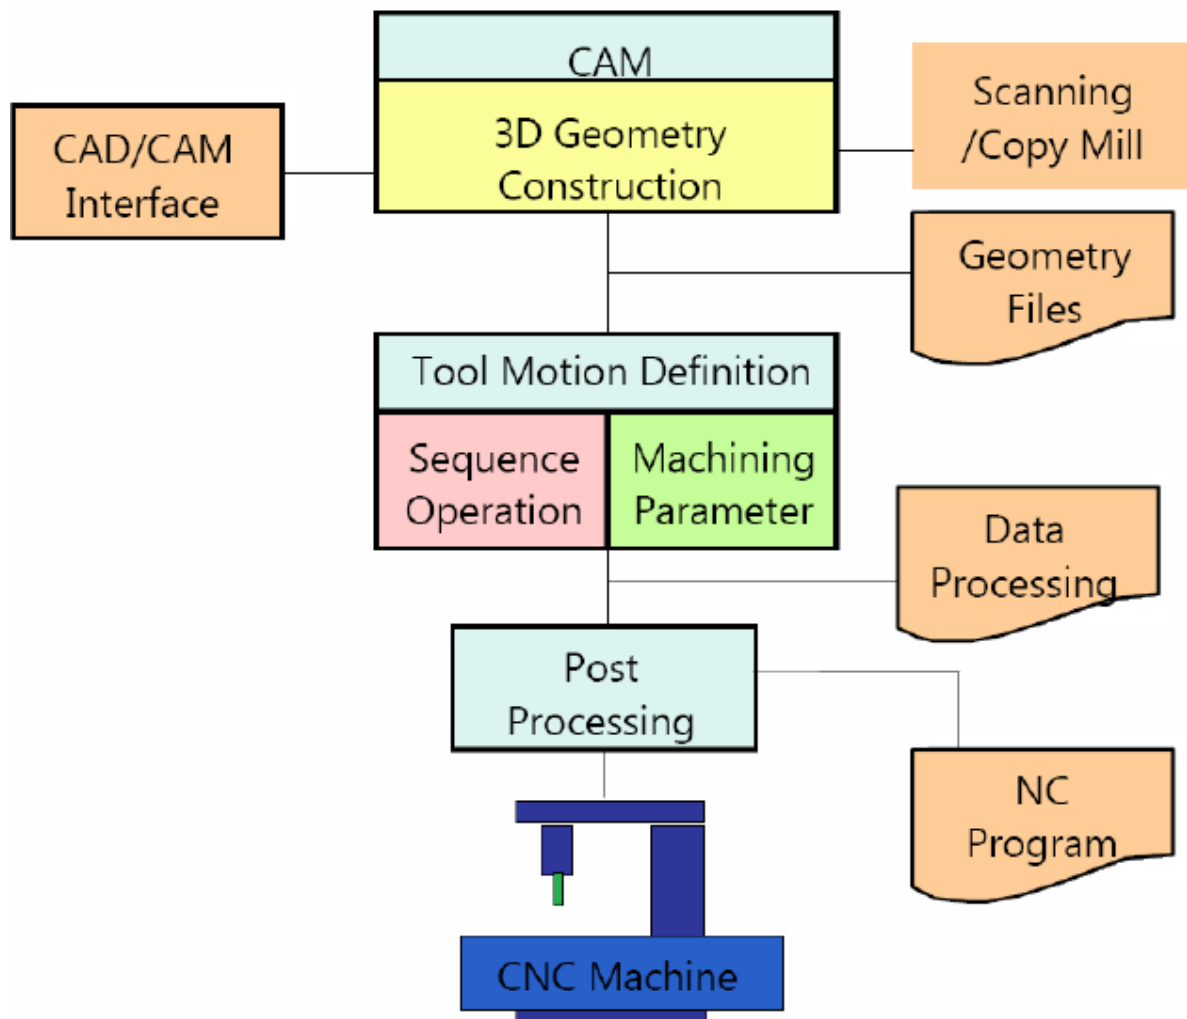 CAM
3D Geometry
Construction
CAD/CAM
Interface
Scanning
/Copy Mill
Geometry
Files
Tool Motion Definition
Sequence
Operation
Machining
Parameter
Data
Processing
Post
Processing
NC
Program
CNC Machine